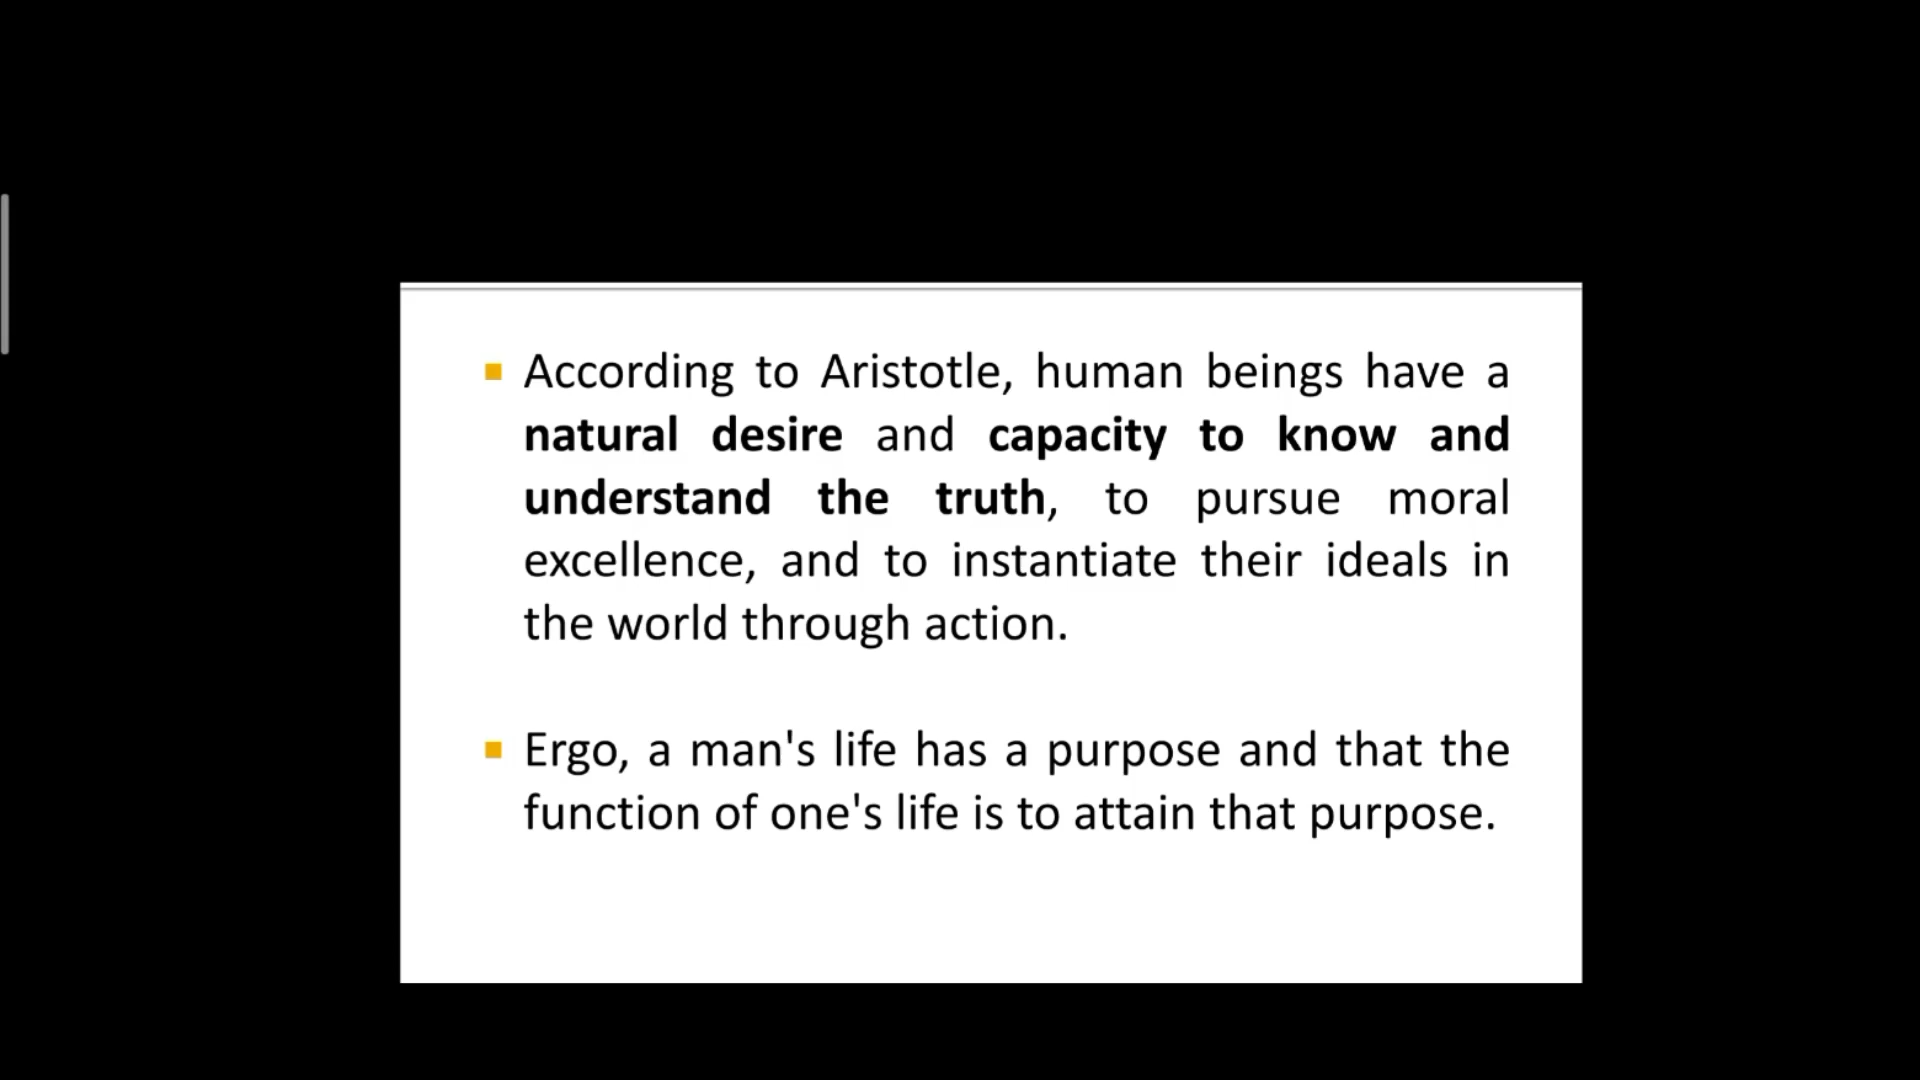 According to Aristotle, human beings have a
natural desire and capacity to know and
understand the truth, to pursue moral
excellence, and to instantiate their ideals in
the world through action.
Ergo, a man's life has a purpose and that the
function of one's life is to attain that purpose.